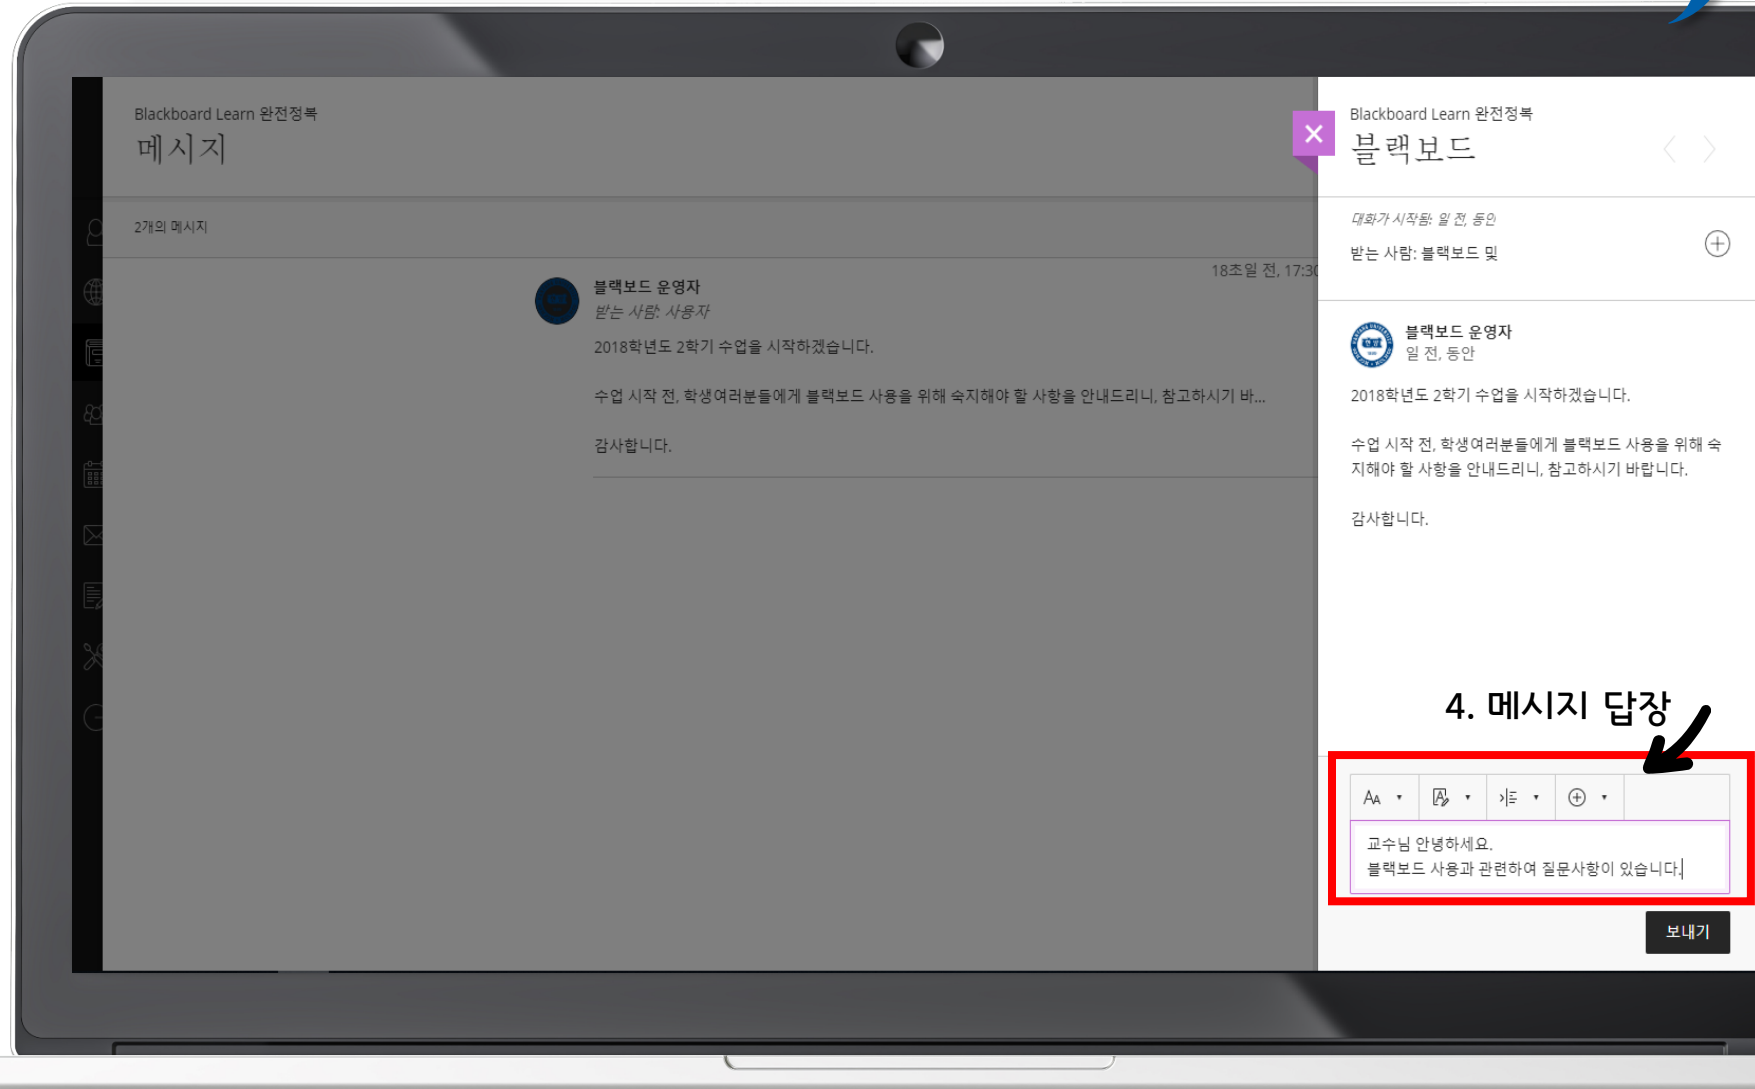 Blackboard Learn 완전정복
메시지
2개의 메시지
18초일 전, 17:30
블랙보드 운영자
받는 사람: 사용자
2018학년도 2학기 수업을 시작하겠습니다.
수업 시작 전, 학생여러분들에게 블랙보드 사용을 위해 숙지해야 할 사항을 안내드리니, 참고하시기 바...
감사합니다.
Blackboard Learn 완전정복
블랙보드
대화가 시작됨: 일 전, 동안
받는 사람: 블랙보드 및
블랙보드 운영자
일 전, 동안
2018학년도 2학기 수업을 시작하겠습니다.
수업 시작 전, 학생여러분들에게 블랙보드 사용을 위해 숙
지해야 할 사항을 안내드리니, 참고하시기 바랍니다.
감사합니다.
4. 메시지 답장
교수님 안녕하세요.
블랙보드 사용과 관련하여 질문사항이 있습니다.
보내기